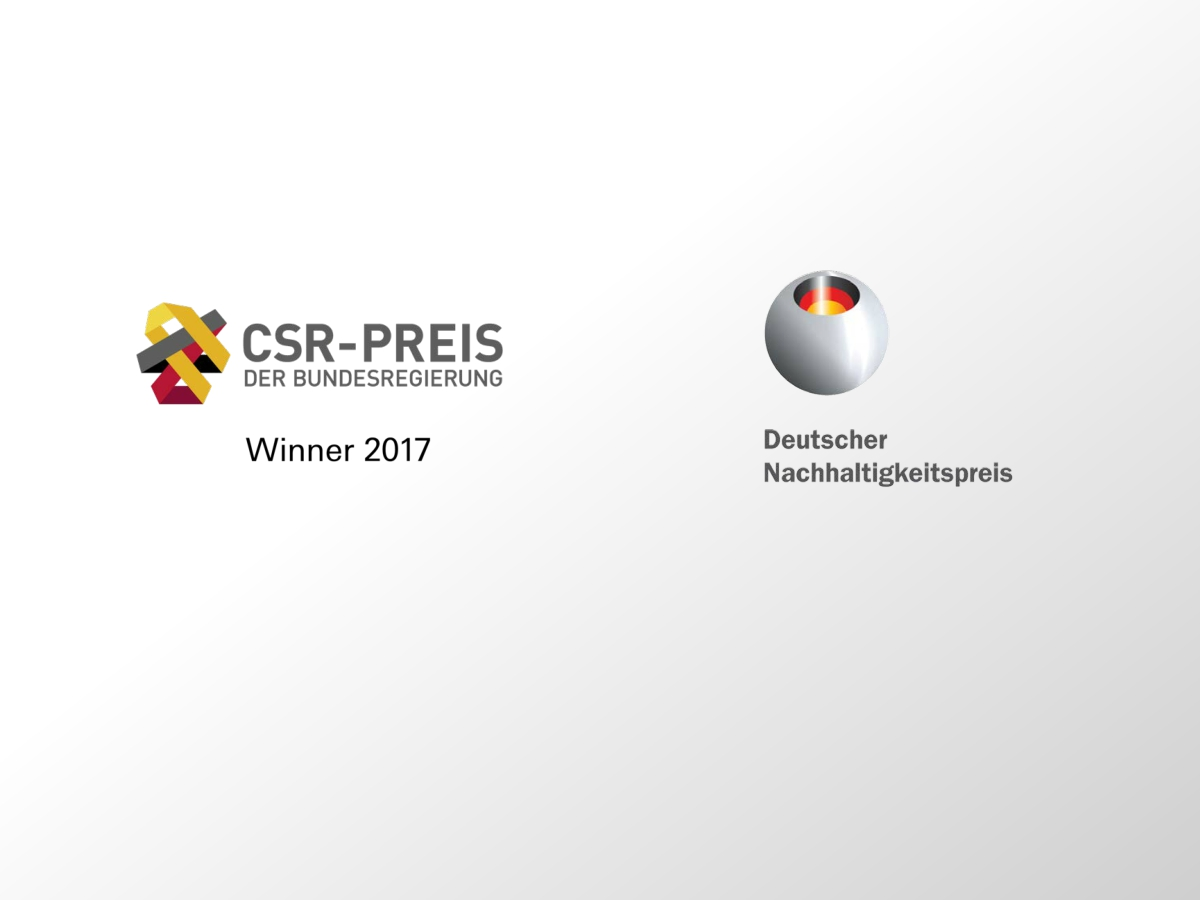 CSR-PREIS
DER BUNDESREGIERUNG
Winner 2017
Deutscher
Nachhaltigkeitspreis